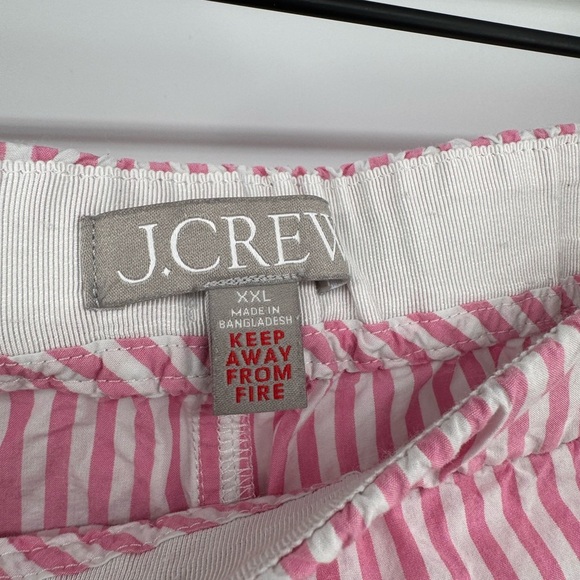 J.CREW
XXL
MADE IN
BANGLADESH
KEEP
AWAY
FROM
FIRE